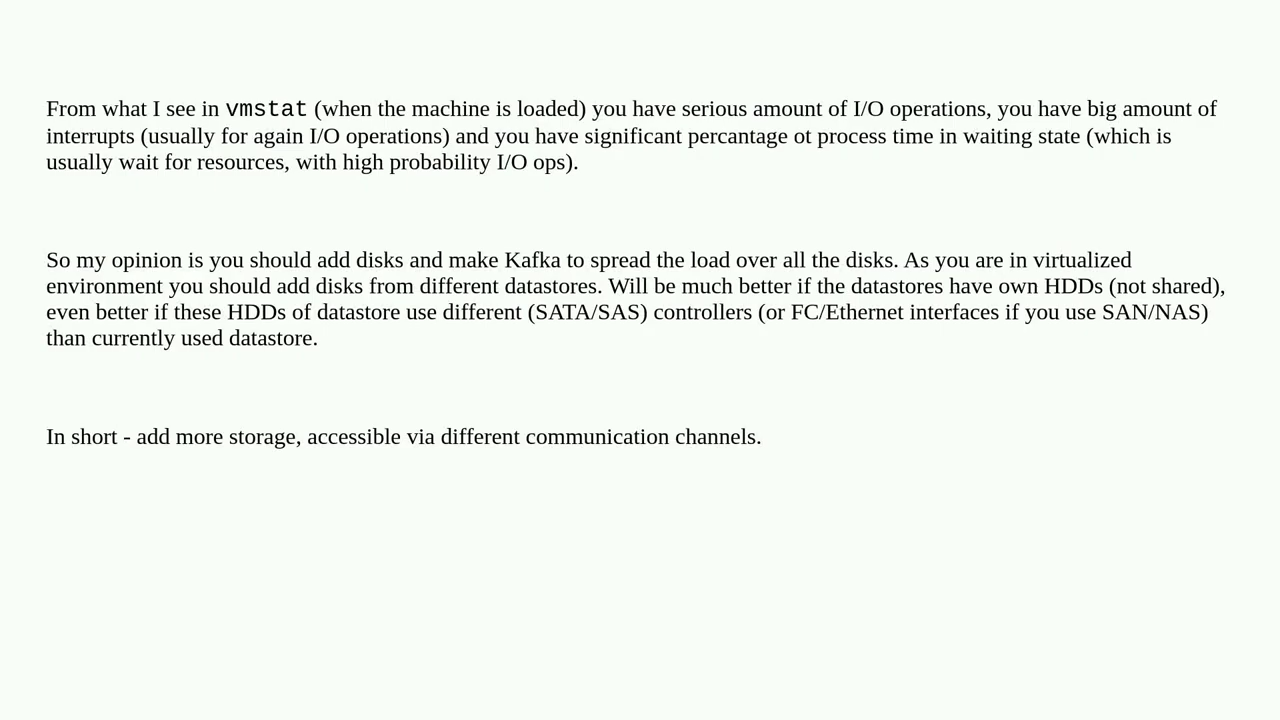 From what I see in vmstat (when the machine is loaded) you have serious amount of I/O operations, you have big amount of
interrupts (usually for again I/O operations) and you have significant percantage ot process time in waiting state (which is
usually wait for resources, with high probability I/O ops).
So my opinion is you should add disks and make Kafka to spread the load over all the disks. As you are in virtualized
environment you should add disks from different datastores. Will be much better if the datastores have own HDDs (not shared),
even better if these HDDs of datastore use different (SATA/SAS) controllers (or FC/Ethernet interfaces if you use SAN/NAS)
than currently used datastore.
In short - add more storage, accessible via different communication channels.